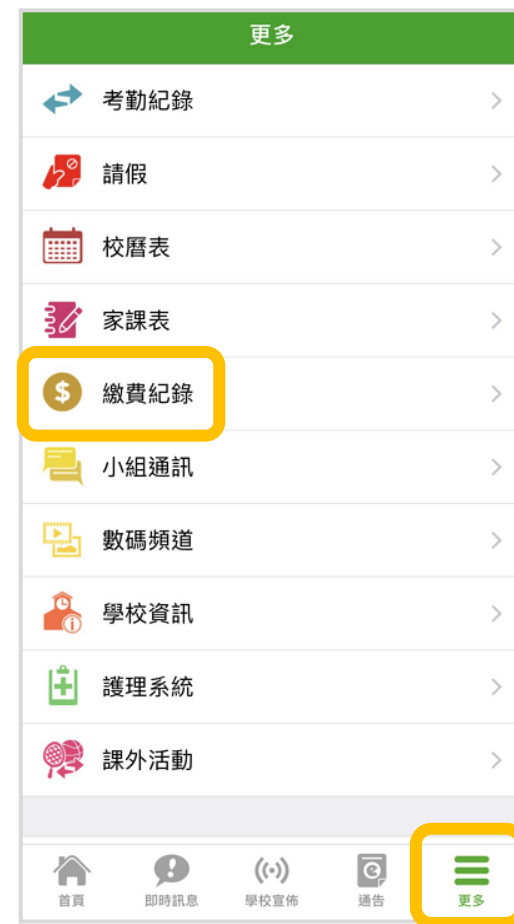 更多
考勤紀錄
請假
校曆表
家課表
$ 繳費紀錄
小組通訊
數碼頻道
學校資訊
護理系統
課外活動
首頁 即時訊息 學校宣佈 通告 更多